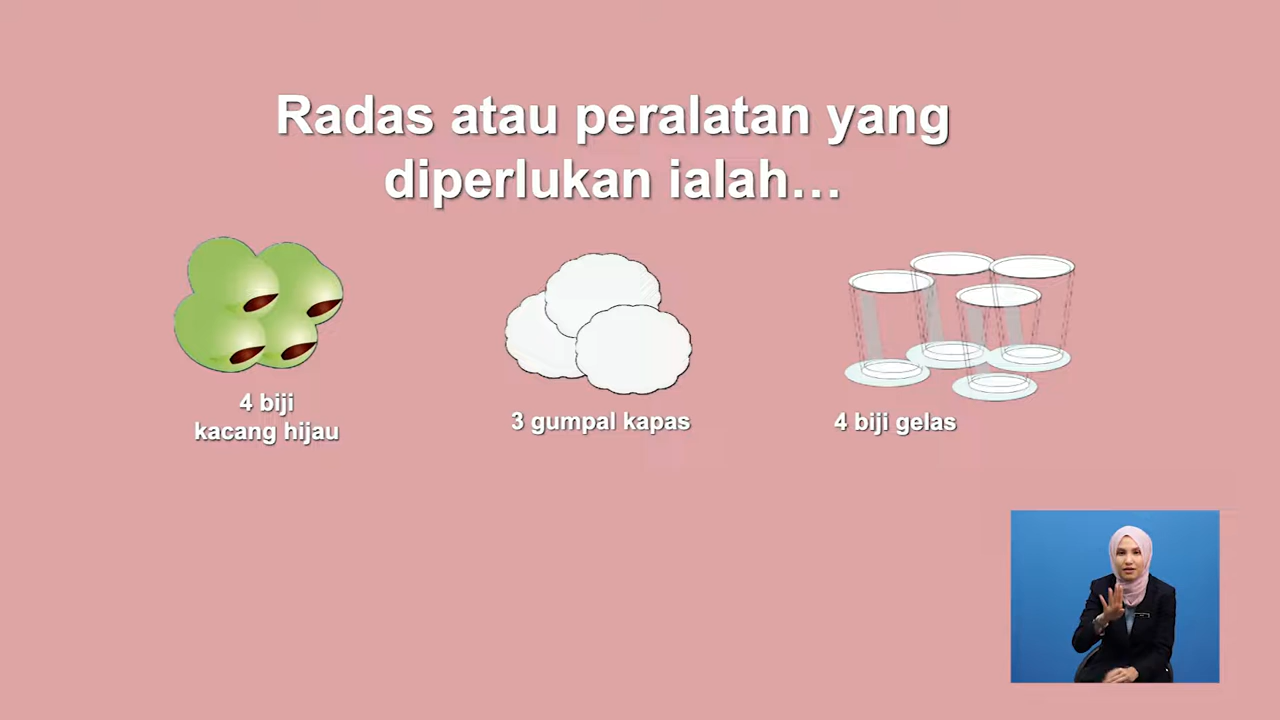 Radas atau peralatan yang
diperlukan ialah…
4 biji
kacang hijau
3 gumpal kapas
4 biji gelas